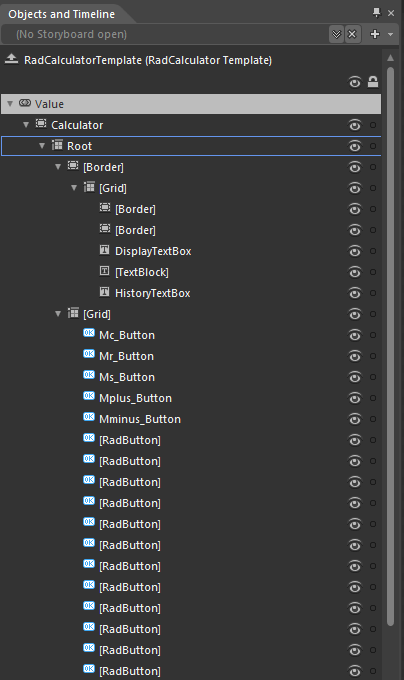 Objects and Timeline
(No Storyboard open)
RadCalculatorTemplate (RadCalculator Template)
Value
Calculator
Root
[Border]
[Grid]
[Border]
[Border]
DisplayTextBox
[TextBlock]
HistoryTextBox
[Grid]
Mc_Button
Mr_Button
Ms_Button
Mplus_Button
Mminus_Button
[RadButton]
[RadButton]
[RadButton]
[RadButton]
[RadButton]
[RadButton]
[RadButton]
[RadButton]
[RadButton]
[RadButton]
[RadButton]
[RadButton]